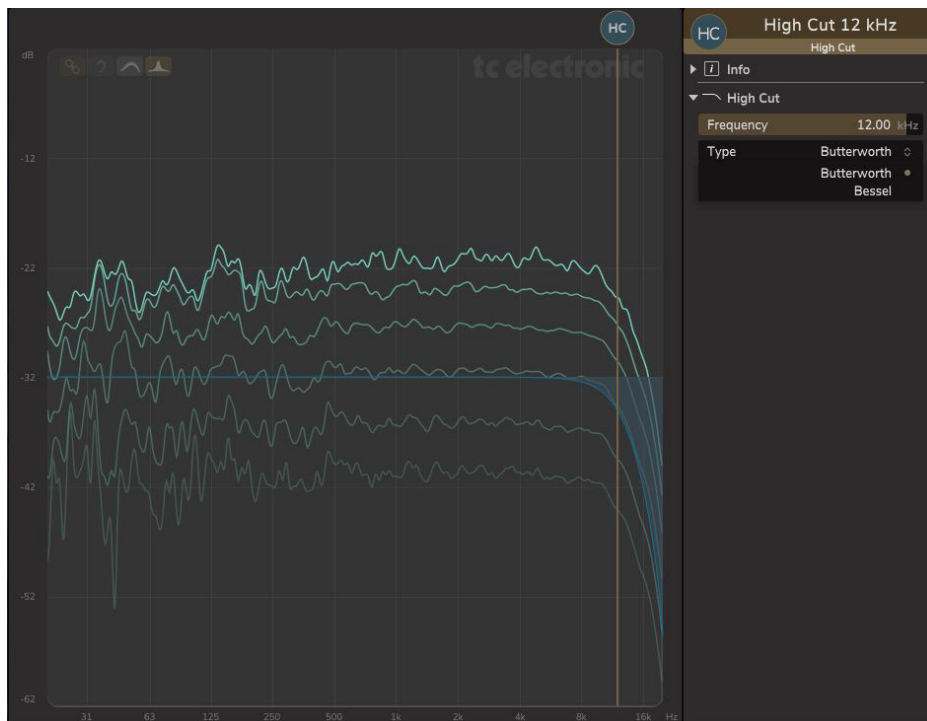 HC
dB
tc electronic
-12
-22
-32
-42
-52
-62
31 63 125 250 500 1k 2k 4k 8k 16k Hz
HC
High Cut 12 kHz
High Cut
i Info
High Cut
Frequency 12.00 kHz
Type Butterworth
Butterworth
Bessel